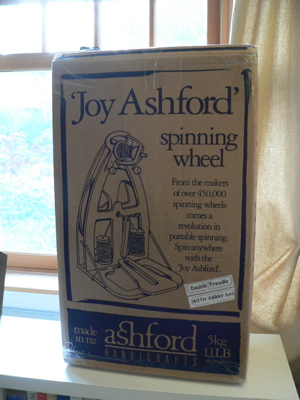 'Joy Ashford'
spinning
wheel
From the makers
of over 450,000
spinning wheels
comes a
revolution in
portable spinning.
Spin anywhere
with the
'Joy Ashford'.
Double Treadle
WITH CARRY BAG
made
in nz
ashford
HANDICRAFTS
5kg
11LB